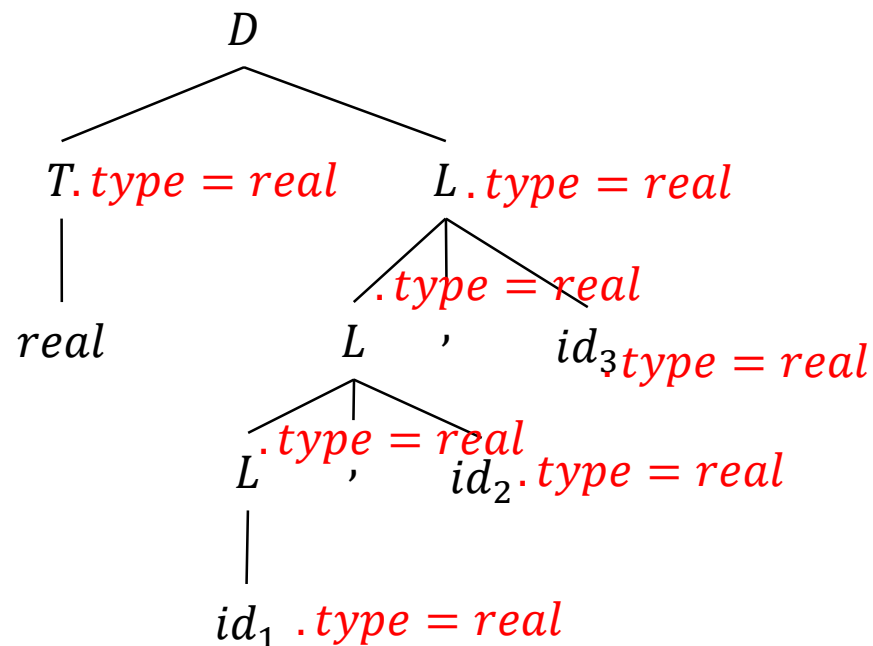 D
T.type = real L.type = real
.type = real
real L , id₃.type = real
.type = real
L , id₂.type = real
id₁ .type = real